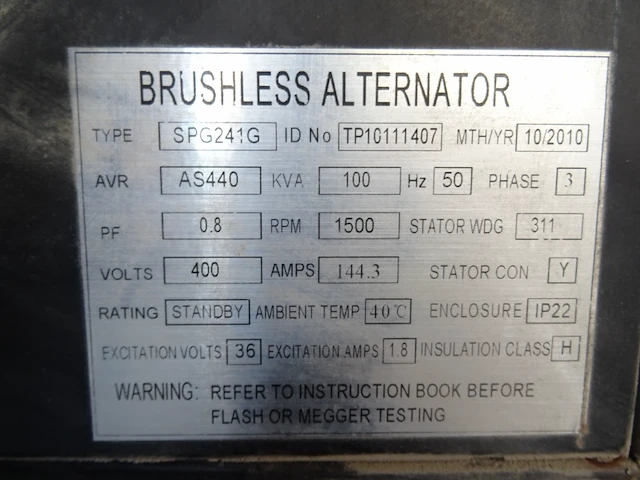 BRUSHLESS ALTERNATOR
TYPE SPG241G ID No TP10111407 MTH/YR 10/2010
AVR AS440 KVA 100 Hz 50 PHASE 3
PF 0.8 RPM 1500 STATOR WDG 311
VOLTS 400 AMPS 144.3 STATOR CON Y
RATING STANDBY AMBIENT TEMP 40℃ ENCLOSURE IP22
EXCITATION VOLTS 36 EXCITATION AMPS 1.8 INSULATION CLASS H
WARNING: REFER TO INSTRUCTION BOOK BEFORE
FLASH OR MEGGER TESTING